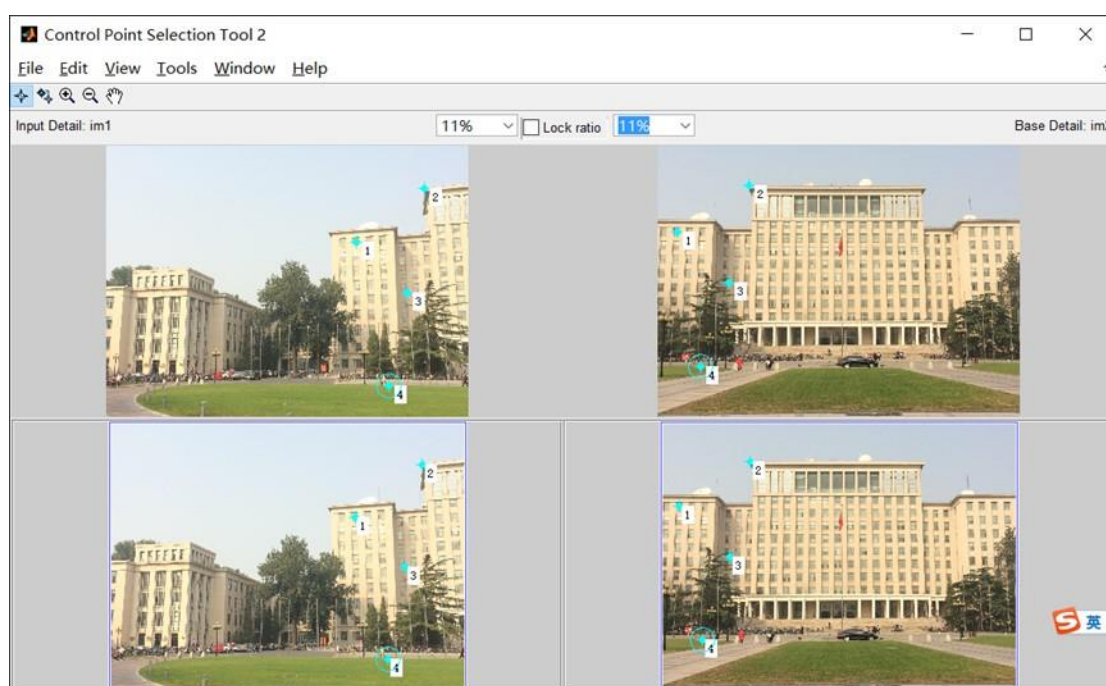 Control Point Selection Tool 2
File Edit View Tools Window Help
Input Detail: im1 11% Lock ratio 11% Base Detail: im
2 2
1 1
3 3
4 4
2 2
1 1
3 3
4 4
英